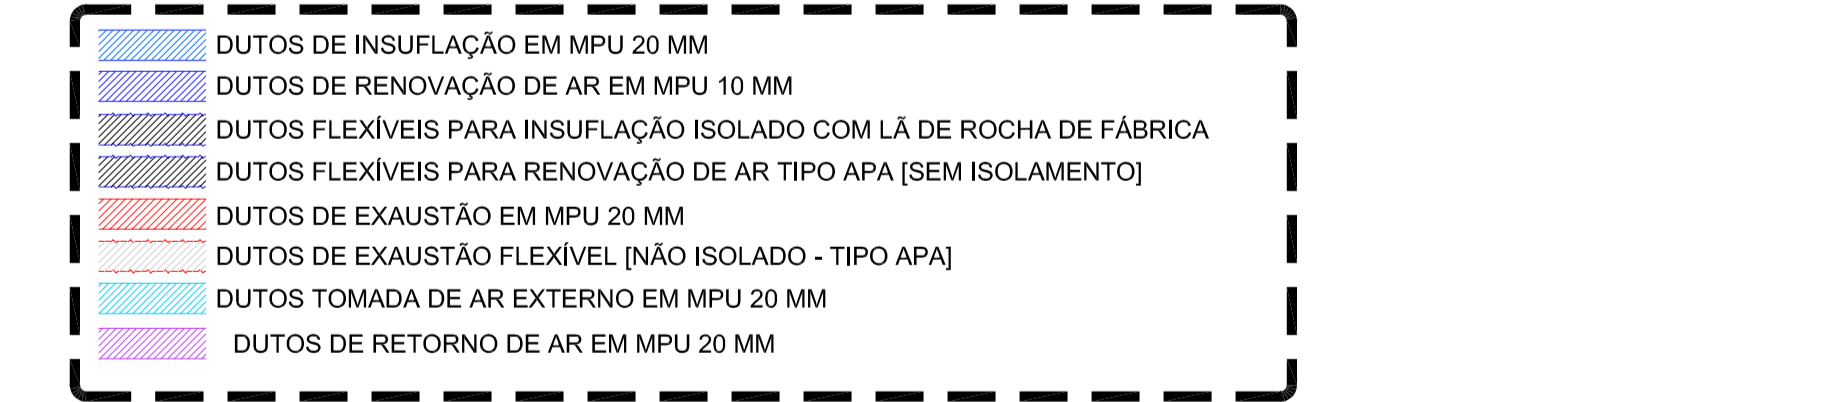 DUTOS DE INSUFLAÇÃO EM MPU 20 MM
DUTOS DE RENOVAÇÃO DE AR EM MPU 10 MM
DUTOS FLEXÍVEIS PARA INSUFLAÇÃO ISOLADO COM LÃ DE ROCHA DE FÁBRICA
DUTOS FLEXÍVEIS PARA RENOVAÇÃO DE AR TIPO APA [SEM ISOLAMENTO]
DUTOS DE EXAUSTÃO EM MPU 20 MM
DUTOS DE EXAUSTÃO FLEXÍVEL [NÃO ISOLADO - TIPO APA]
DUTOS TOMADA DE AR EXTERNO EM MPU 20 MM
DUTOS DE RETORNO DE AR EM MPU 20 MM